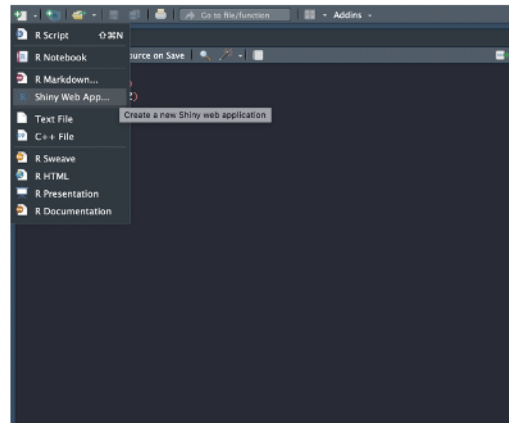 Go to file/function
Addins
R Script ⇧⌘N
R Notebook
ource on Save
R Markdown...
Shiny Web App...
Create a new Shiny web application
Text File
C++ File
R Sweave
R HTML
R Presentation
R Documentation